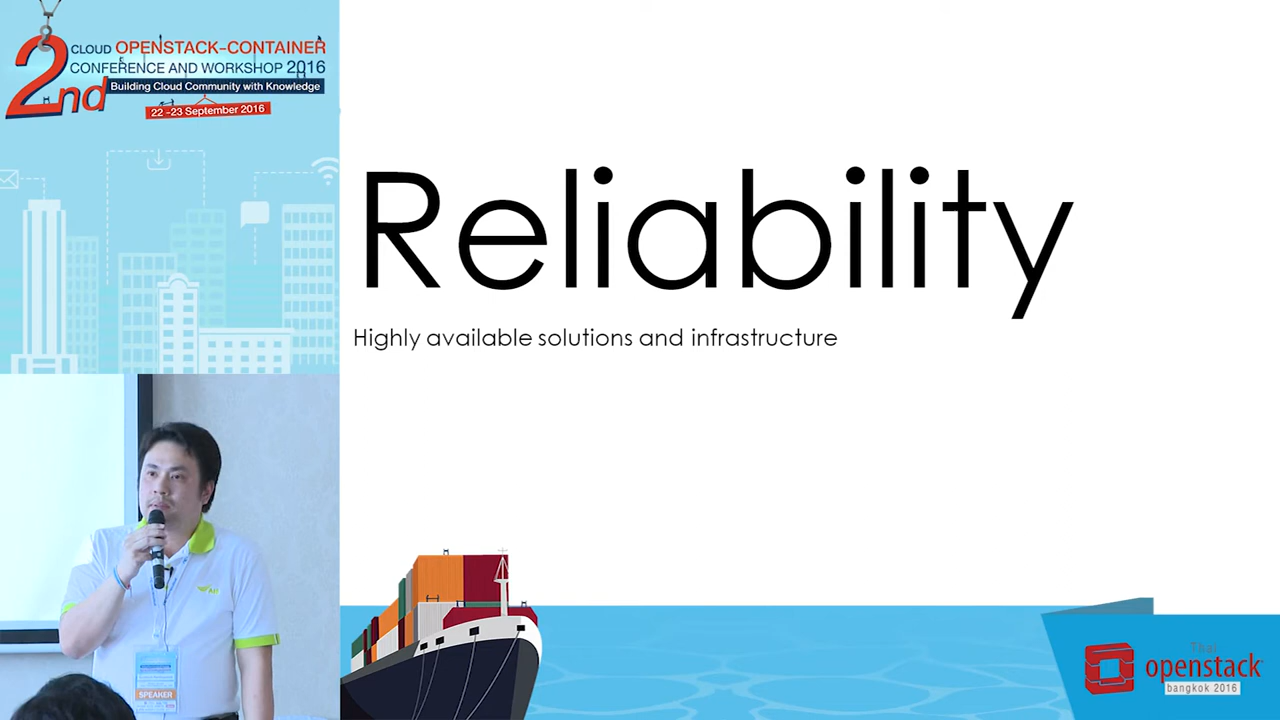 2nd
CLOUD OPENSTACK-CONTAINER
CONFERENCE AND WORKSHOP 2016
Building Cloud Community with Knowledge
22 -23 September 2016
Reliability
Highly available solutions and infrastructure
SPEAKER
Thai
openstack
bangkok 2016